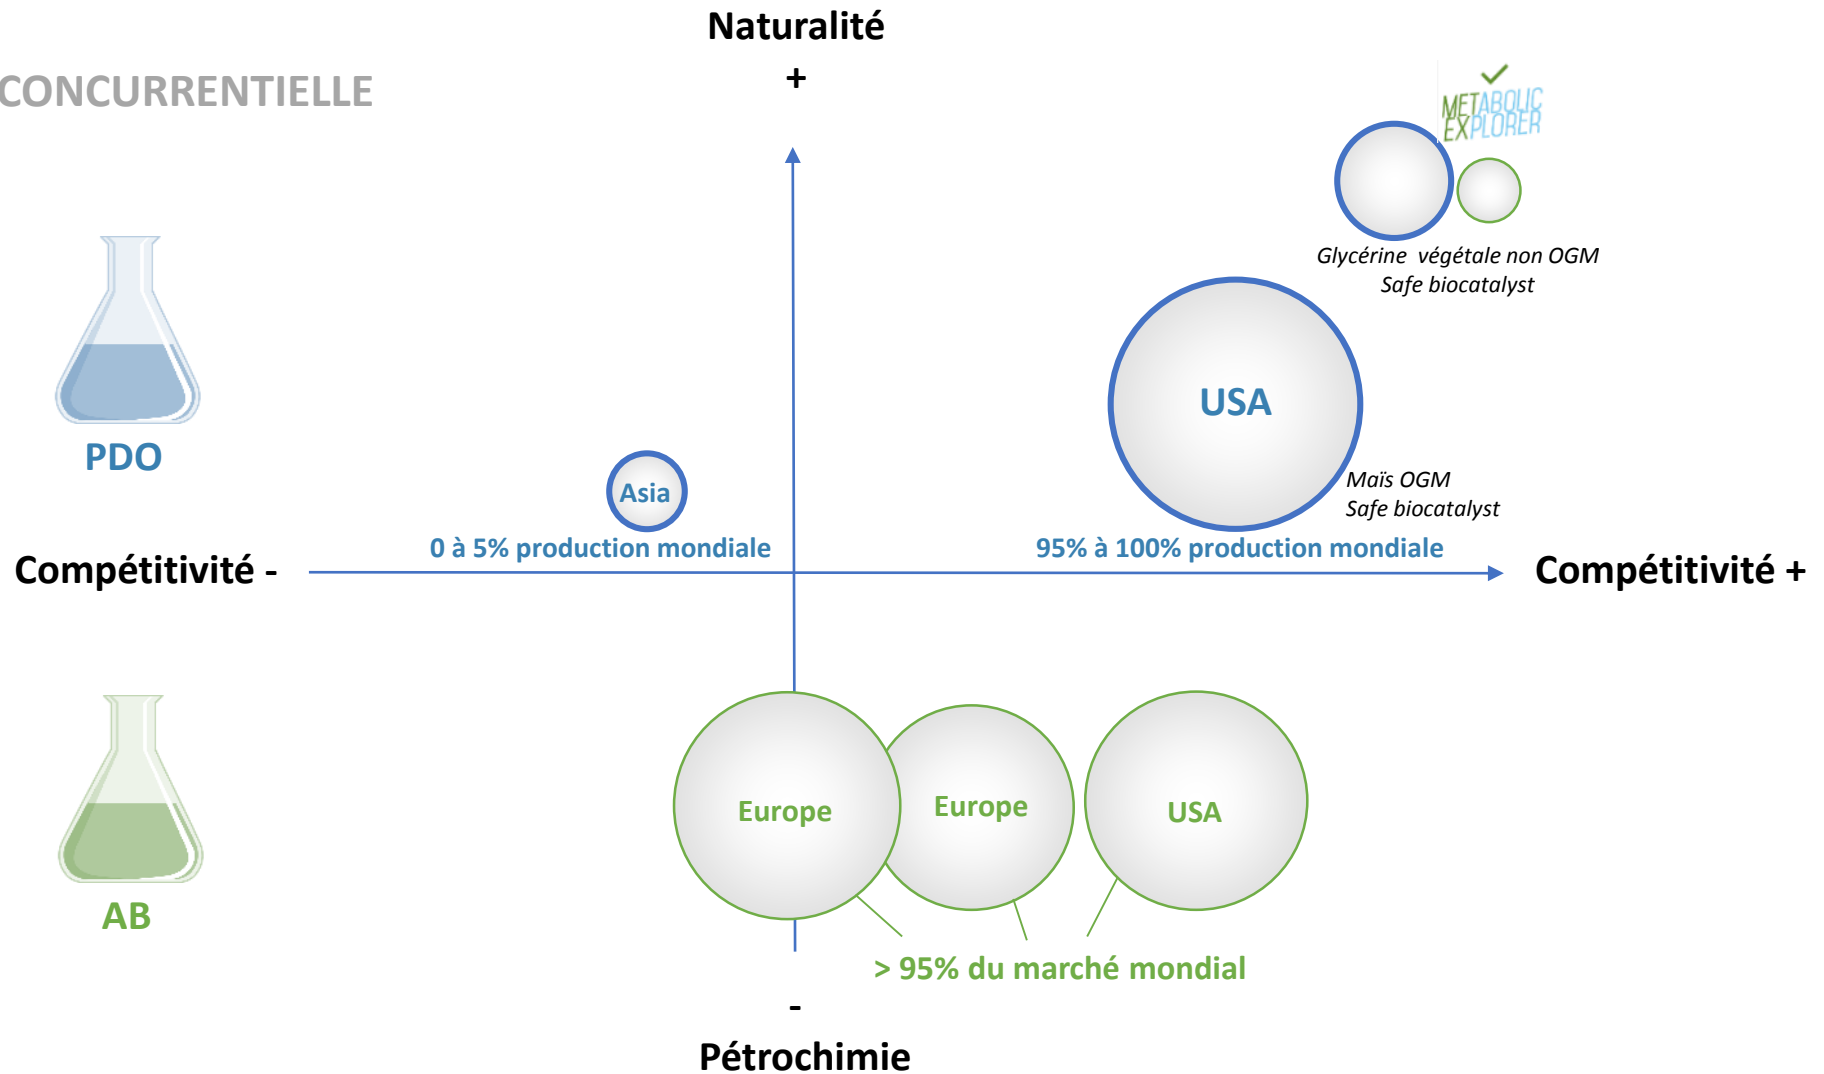 Naturalité
+
CONCURRENTIELLE
METABOLIC
EXPLORER
Glycérine végétale non OGM
Safe biocatalyst
USA
PDO
Asia
Maïs OGM
Safe biocatalyst
0 à 5% production mondiale
95% à 100% production mondiale
Compétitivité -
Compétitivité +
Europe
Europe
USA
AB
> 95% du marché mondial
-
Pétrochimie